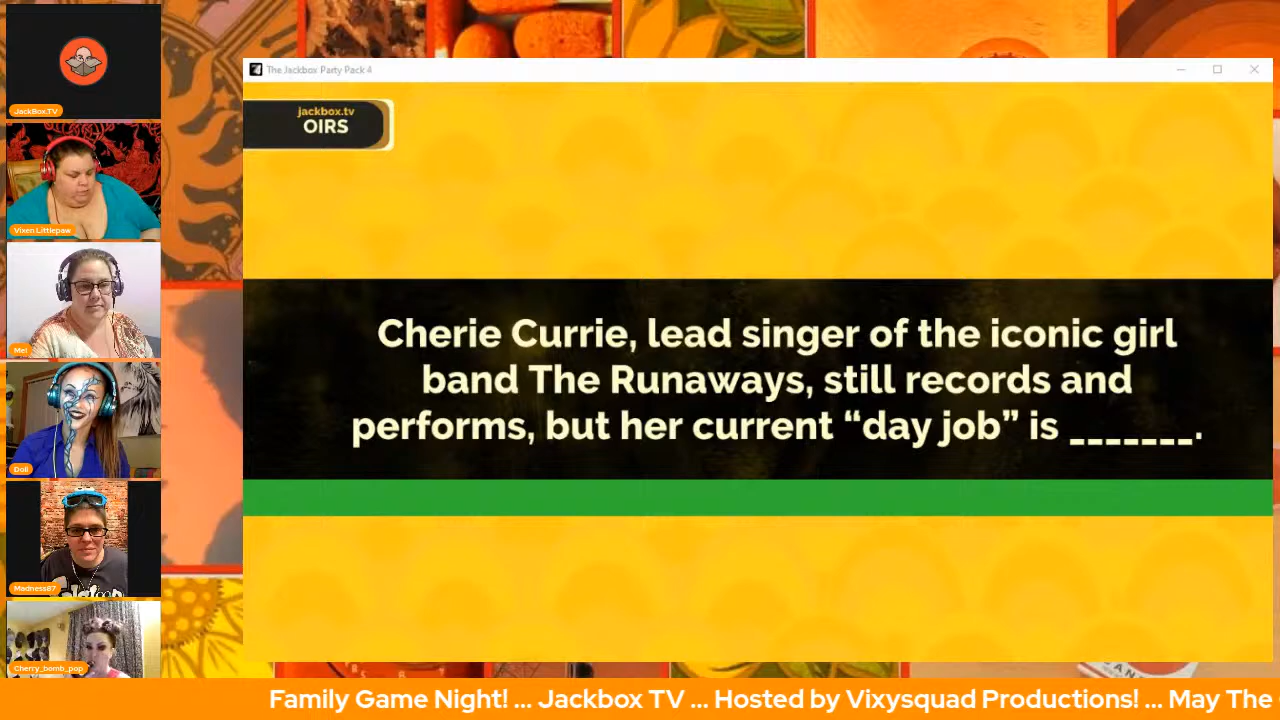 The Jackbox Party Pack 4
jackbox.tv
OIRS
JackBox.TV
Vixen Littlepaw
Mel
Doll
Madness87
Cherry_bomb_pop
Cherie Currie, lead singer of the iconic girl
band The Runaways, still records and
performs, but her current “day job” is _______.
Family Game Night! ... Jackbox TV ... Hosted by Vixysquad Productions! ... May The